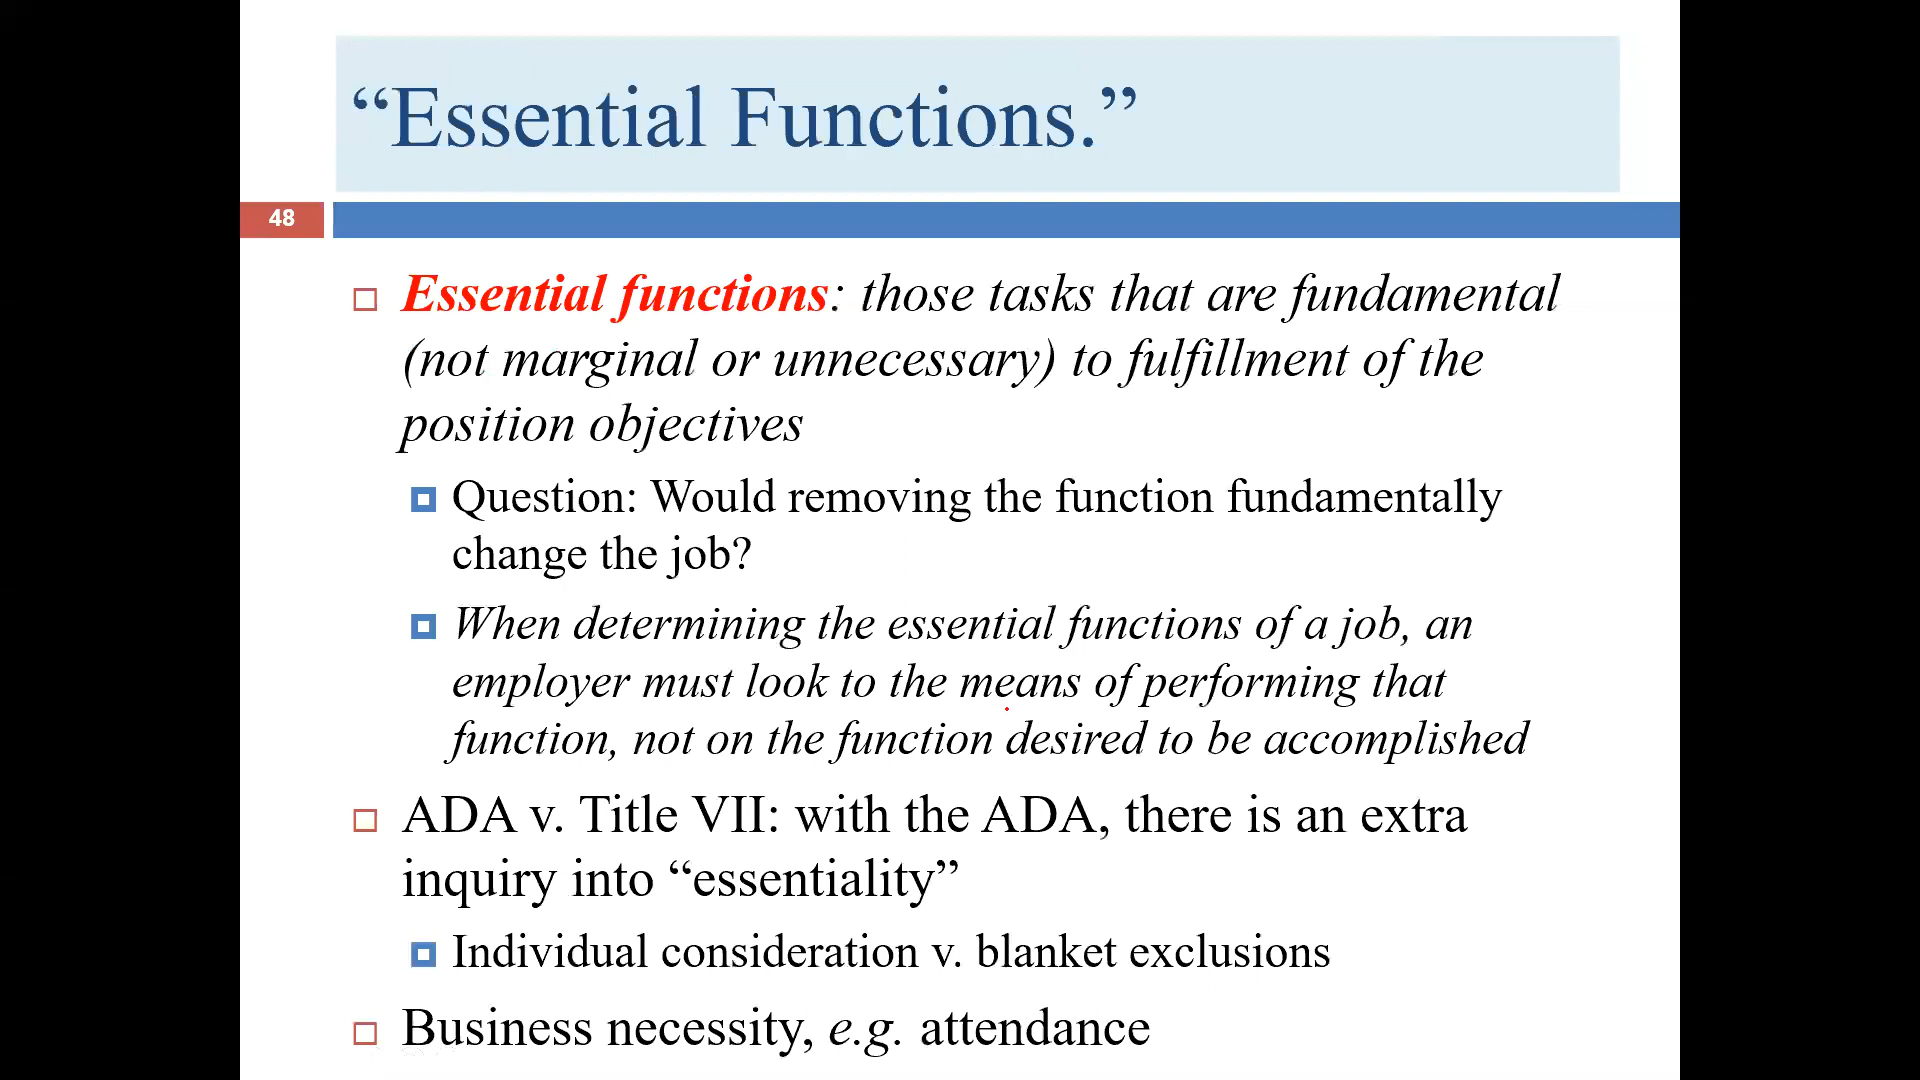 “Essential Functions.”
48
Essential functions: those tasks that are fundamental
(not marginal or unnecessary) to fulfillment of the
position objectives
Question: Would removing the function fundamentally
change the job?
When determining the essential functions of a job, an
employer must look to the means of performing that
function, not on the function desired to be accomplished
ADA v. Title VII: with the ADA, there is an extra
inquiry into “essentiality”
Individual consideration v. blanket exclusions
Business necessity, e.g. attendance